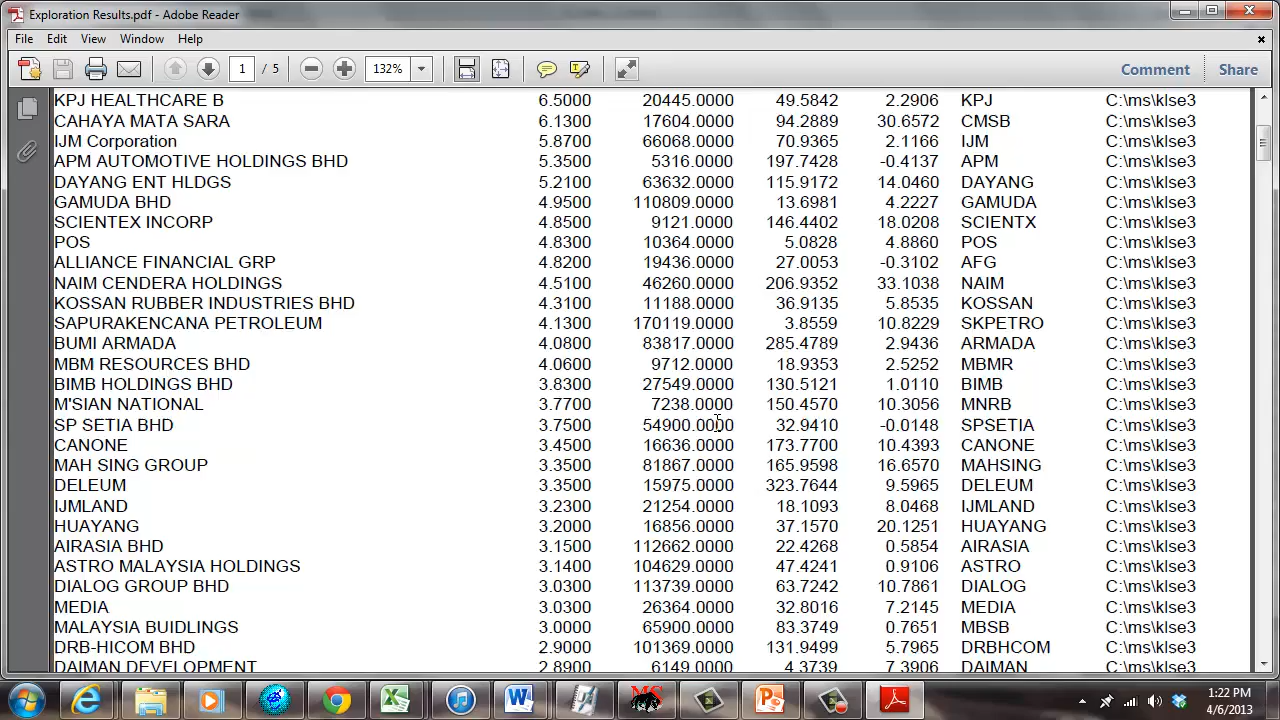 Exploration Results.pdf - Adobe Reader
File Edit View Window Help
1 / 5 132% Comment Share
KPJ HEALTHCARE B 6.5000 20445.0000 49.5842 2.2906 KPJ C:\ms\klse3
CAHAYA MATA SARA 6.1300 17604.0000 94.2889 30.6572 CMSB C:\ms\klse3
IJM Corporation 5.8700 66068.0000 70.9365 2.1166 IJM C:\ms\klse3
APM AUTOMOTIVE HOLDINGS BHD 5.3500 5316.0000 197.7428 -0.4137 APM C:\ms\klse3
DAYANG ENT HLDGS 5.2100 63632.0000 115.9172 14.0460 DAYANG C:\ms\klse3
GAMUDA BHD 4.9500 110809.0000 13.6981 4.2227 GAMUDA C:\ms\klse3
SCIENTEX INCORP 4.8500 9121.0000 146.4402 18.0208 SCIENTX C:\ms\klse3
POS 4.8300 10364.0000 5.0828 4.8860 POS C:\ms\klse3
ALLIANCE FINANCIAL GRP 4.8200 19436.0000 27.0053 -0.3102 AFG C:\ms\klse3
NAIM CENDERA HOLDINGS 4.5100 46260.0000 206.9352 33.1038 NAIM C:\ms\klse3
KOSSAN RUBBER INDUSTRIES BHD 4.3100 11188.0000 36.9135 5.8535 KOSSAN C:\ms\klse3
SAPURAKENCANA PETROLEUM 4.1300 170119.0000 3.8559 10.8229 SKPETRO C:\ms\klse3
BUMI ARMADA 4.0800 83817.0000 285.4789 2.9436 ARMADA C:\ms\klse3
MBM RESOURCES BHD 4.0600 9712.0000 18.9353 2.5252 MBMR C:\ms\klse3
BIMB HOLDINGS BHD 3.8300 27549.0000 130.5121 1.0110 BIMB C:\ms\klse3
M'SIAN NATIONAL 3.7700 7238.0000 150.4570 10.3056 MNRB C:\ms\klse3
SP SETIA BHD 3.7500 54900.0000 32.9410 -0.0148 SPSETIA C:\ms\klse3
CANONE 3.4500 16636.0000 173.7700 10.4393 CANONE C:\ms\klse3
MAH SING GROUP 3.3500 81867.0000 165.9598 16.6570 MAHSING C:\ms\klse3
DELEUM 3.3500 15975.0000 323.7644 9.5965 DELEUM C:\ms\klse3
IJMLAND 3.2300 21254.0000 18.1093 8.0468 IJMLAND C:\ms\klse3
HUAYANG 3.2000 16856.0000 37.1570 20.1251 HUAYANG C:\ms\klse3
AIRASIA BHD 3.1500 112662.0000 22.4268 0.5854 AIRASIA C:\ms\klse3
ASTRO MALAYSIA HOLDINGS 3.1400 104629.0000 47.4241 0.9106 ASTRO C:\ms\klse3
DIALOG GROUP BHD 3.0300 113739.0000 63.7242 10.7861 DIALOG C:\ms\klse3
MEDIA 3.0300 26364.0000 32.8016 7.2145 MEDIA C:\ms\klse3
MALAYSIA BUIDLINGS 3.0000 65900.0000 83.3749 0.7651 MBSB C:\ms\klse3
DRB-HICOM BHD 2.9000 101369.0000 131.9499 5.7965 DRBHCOM C:\ms\klse3
DAIMAN DEVELOPMENT 2.8900 6149.0000 4.3739 7.3906 DAIMAN C:\ms\klse3
1:22 PM
4/6/2013